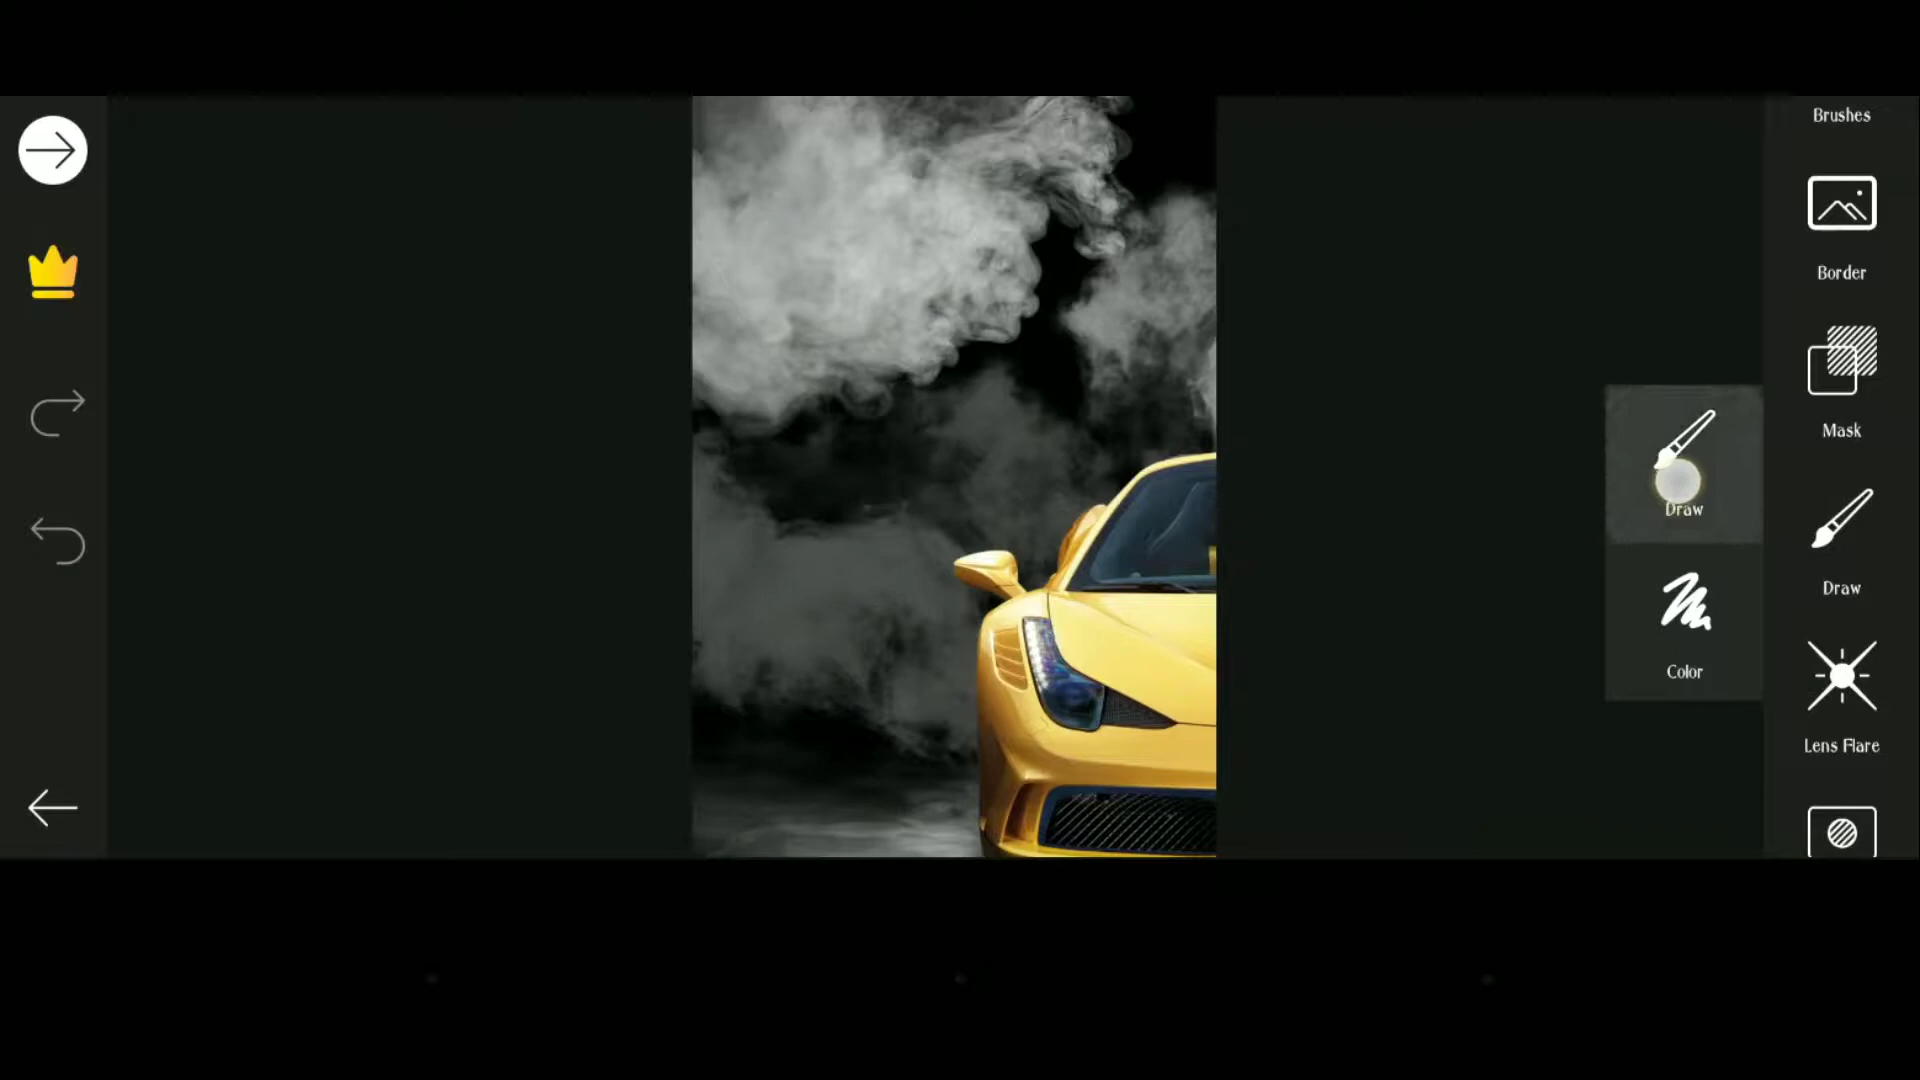 Brushes
Border
Mask
Draw
Draw
Color
Lens Flare